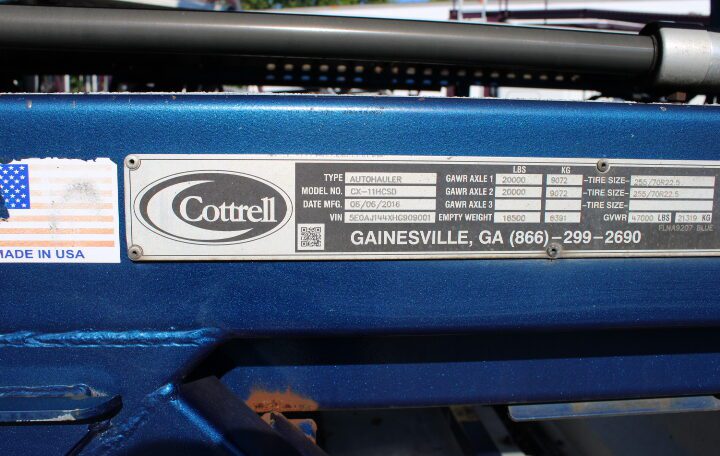 MADE IN USA
Cottrell
TYPE AUTOHAULER
MODEL NO. CX-11HCSD
DATE MFG. 05/06/2016
VIN 5E0AJ144XHG909001
LBS KG
GAWR AXLE 1 20000 9072 -TIRE SIZE- 255/70R22.5
GAWR AXLE 2 20000 9072 -TIRE SIZE- 255/70R22.5
GAWR AXLE 3 -TIRE SIZE-
EMPTY WEIGHT 18500 8391 GVWR 47000 LBS 21319 KG
FLNA9207 BLUE
GAINESVILLE, GA (866)-299-2690